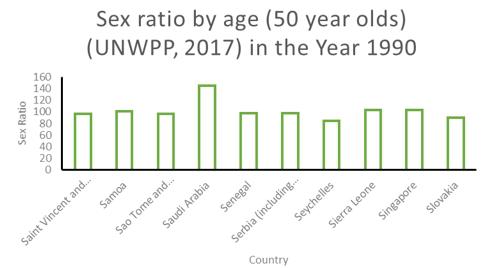 Sex ratio by age (50 year olds)
(UNWPP, 2017) in the Year 1990
160
140
120
100
80
60
40
20
0
Sex Ratio
Saint Vincent and...
Samoa
Sao Tome and...
Saudi Arabia
Senegal
Serbia (including...
Seychelles
Sierra Leone
Singapore
Slovakia
Country